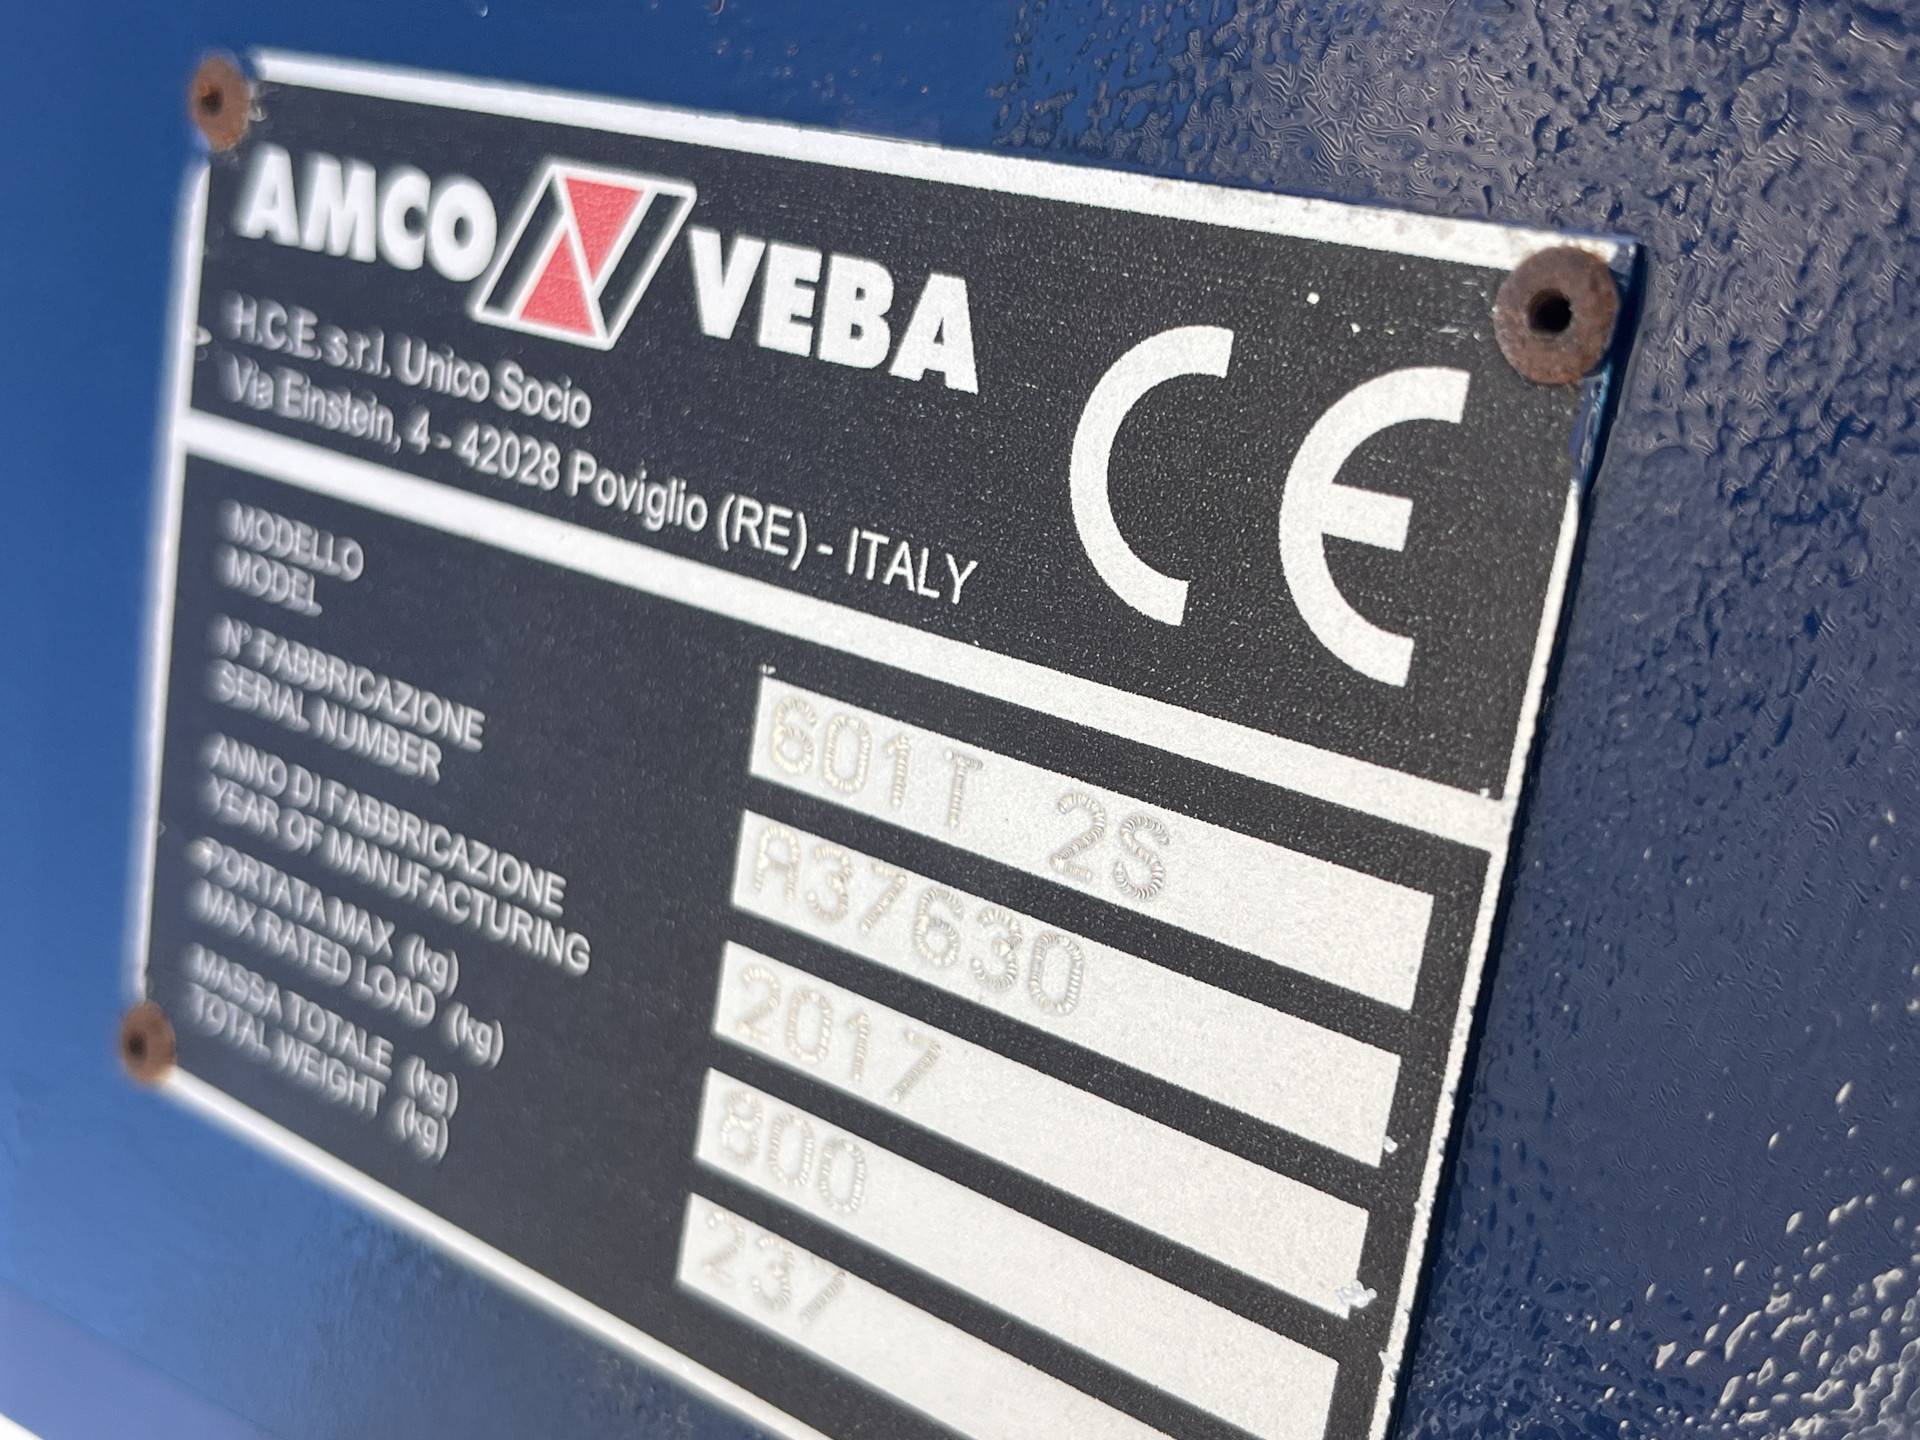 AMCO VEBA
H.C.E. s.r.l. Unico Socio
Via Einstein, 4 - 42028 Poviglio (RE) - ITALY
CE
MODELLO
MODEL
601T 2S
N° FABBRICAZIONE
SERIAL NUMBER
A37630
ANNO DI FABBRICAZIONE
YEAR OF MANUFACTURING
2017
PORTATA MAX (kg)
MAX RATED LOAD (kg)
800
MASSA TOTALE (kg)
TOTAL WEIGHT (kg)
237